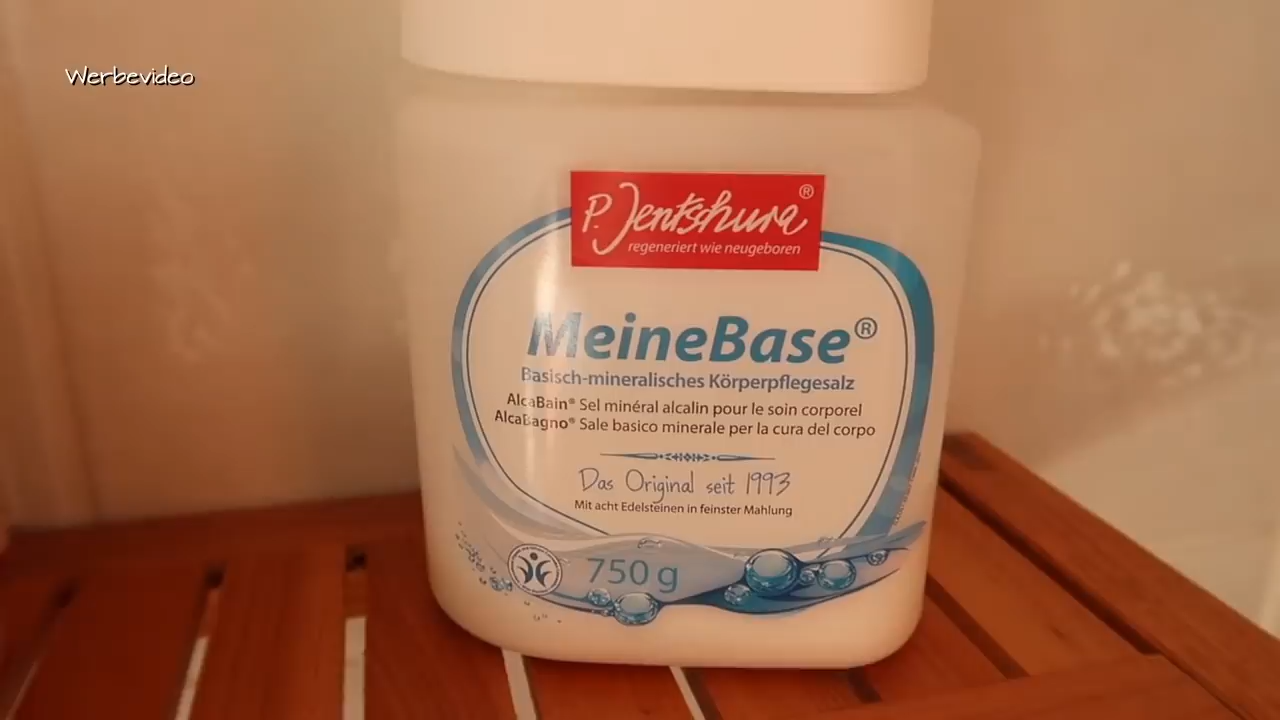 Werbevideo
P. Jentschura®
regeneriert wie neugeboren
MeineBase®
Basisch-mineralisches Körperpflegesalz
AlcaBain® Sel minéral alcalin pour le soin corporel
AlcaBagno® Sale basico minerale per la cura del corpo
Das Original seit 1993
Mit acht Edelsteinen in feinster Mahlung
750 g